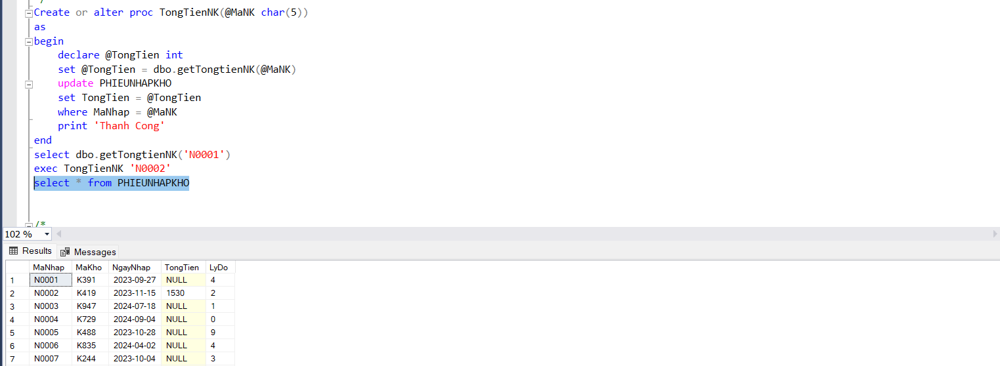 Create or alter proc TongTienNK(@MaNK char(5))
as
begin
declare @TongTien int
set @TongTien = dbo.getTongtienNK(@MaNK)
update PHIEUNHAPKHO
set TongTien = @TongTien
where MaNhap = @MaNK
print 'Thanh Cong'
end
select dbo.getTongtienNK('N0001')
exec TongTienNK 'N0002'
select * from PHIEUNHAPKHO
/*
102 %
Results Messages
MaNhap MaKho NgayNhap TongTien LyDo
1 N0001 K391 2023-09-27 NULL 4
2 N0002 K419 2023-11-15 1530 2
3 N0003 K947 2024-07-18 NULL 1
4 N0004 K729 2024-09-04 NULL 0
5 N0005 K488 2023-10-28 NULL 9
6 N0006 K835 2024-04-02 NULL 4
7 N0007 K244 2023-10-04 NULL 3